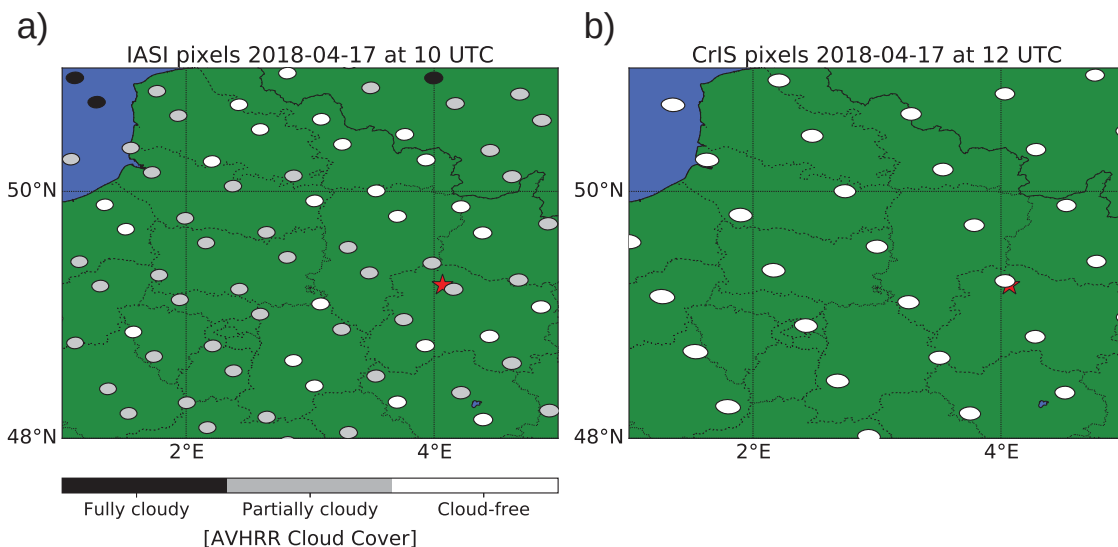 a)
IASI pixels 2018-04-17 at 10 UTC
50°N
48°N
2°E
4°E
Fully cloudy
Partially cloudy
Cloud-free
[AVHRR Cloud Cover]
b)
CrIS pixels 2018-04-17 at 12 UTC
50°N
48°N
2°E
4°E